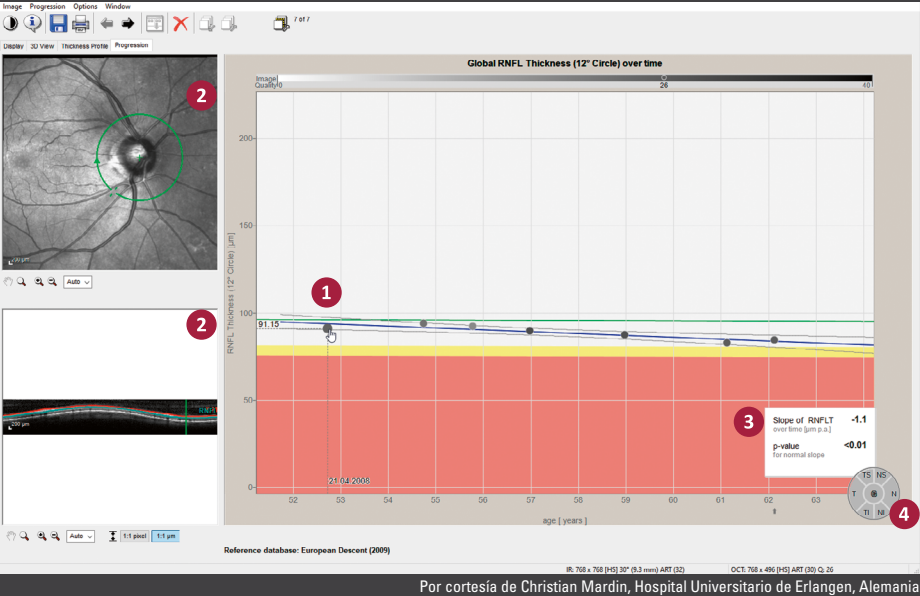 Image Progression Options Window
7 of 7
Display 3D View Thickness Profile Progression
2
200 µm
Auto
2
200 µm
Auto 1:1 pixel 1:1 µm
Global RNFL Thickness (12° Circle) over time
Image
Quality 0 26 40
RNFL Thickness (12° Circle) [µm]
200
150
100
50
0
1
91.15
21.04.2008
3
Slope of RNFLT -1.1
over time [µm p.a.]
p-value <0.01
for normal slope
TS NS
T G N
TI NI
4
52 53 54 55 56 57 58 59 60 61 62 63
age [ years ]
Reference database: European Descent (2009)
IR: 768 x 768 [HS] 30° (9.3 mm) ART (32) OCT: 768 x 496 [HS] ART (30) Q: 26
Por cortesía de Christian Mardin, Hospital Universitario de Erlangen, Alemania